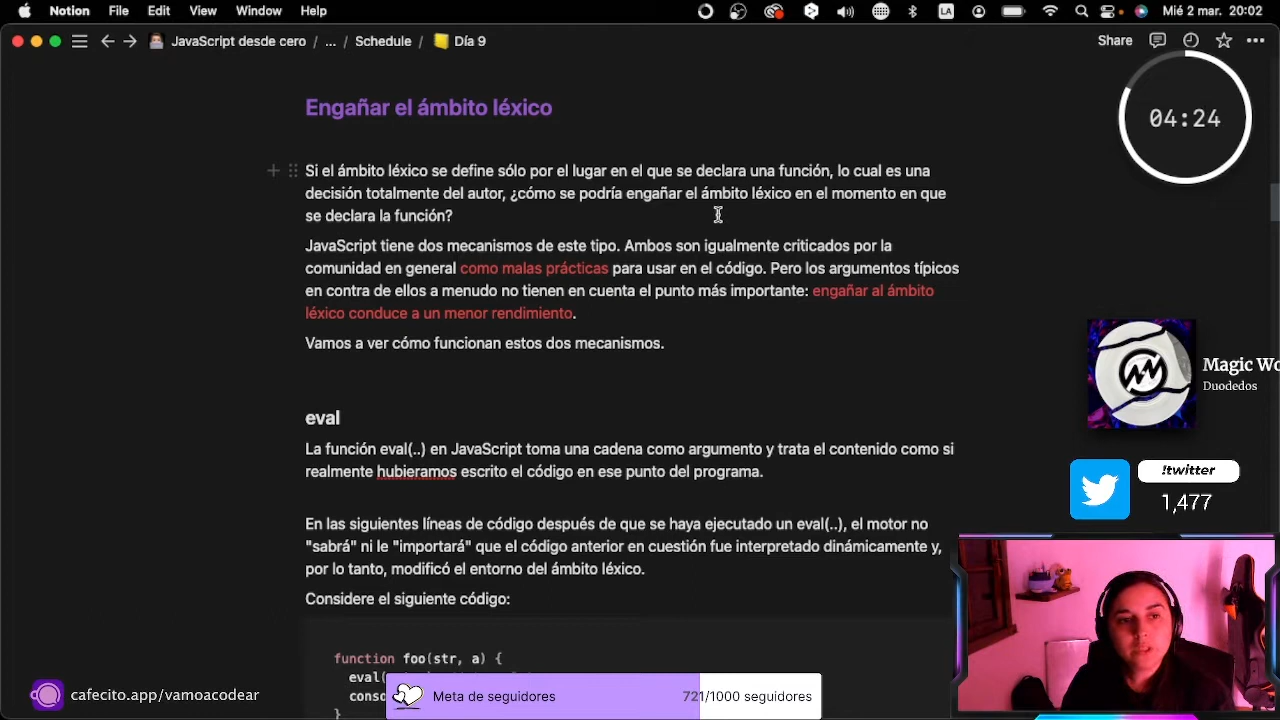 Notion File Edit View Window Help LA Mié 2 mar. 20:02
JavaScript desde cero / ... / Schedule / Día 9 Share
04:24
Engañar el ámbito léxico
Si el ámbito léxico se define sólo por el lugar en el que se declara una función, lo cual es una
decisión totalmente del autor, ¿cómo se podría engañar el ámbito léxico en el momento en que
se declara la función?
JavaScript tiene dos mecanismos de este tipo. Ambos son igualmente criticados por la
comunidad en general como malas prácticas para usar en el código. Pero los argumentos típicos
en contra de ellos a menudo no tienen en cuenta el punto más importante: engañar al ámbito
léxico conduce a un menor rendimiento.
Vamos a ver cómo funcionan estos dos mecanismos.
Magic Wo
Duodedos
eval
La función eval(..) en JavaScript toma una cadena como argumento y trata el contenido como si
realmente hubieramos escrito el código en ese punto del programa.
!twitter
1,477
En las siguientes líneas de código después de que se haya ejecutado un eval(..), el motor no
"sabrá" ni le "importará" que el código anterior en cuestión fue interpretado dinámicamente y,
por lo tanto, modificó el entorno del ámbito léxico.
Considere el siguiente código:
function foo(str, a) {
eval(
conso
}
cafecito.app/vamoacodear
Meta de seguidores 721/1000 seguidores